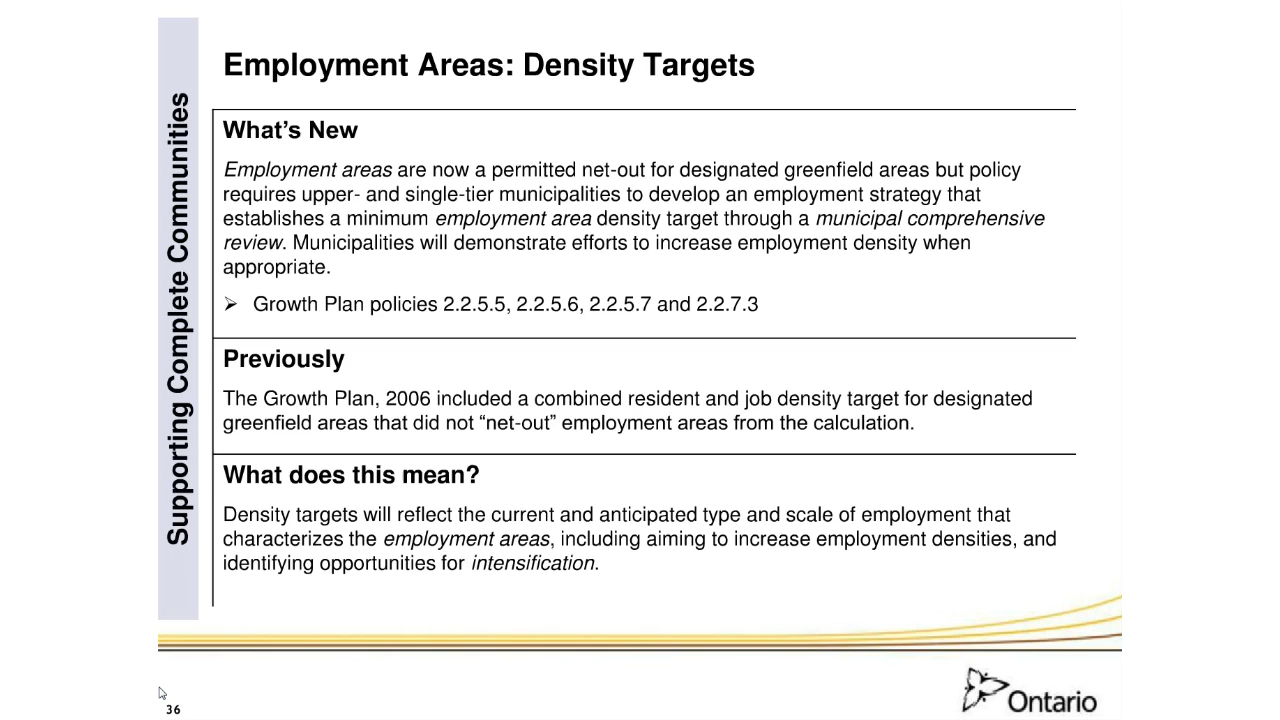 Supporting Complete Communities
Employment Areas: Density Targets
What’s New
Employment areas are now a permitted net-out for designated greenfield areas but policy
requires upper- and single-tier municipalities to develop an employment strategy that
establishes a minimum employment area density target through a municipal comprehensive
review. Municipalities will demonstrate efforts to increase employment density when
appropriate.
➢ Growth Plan policies 2.2.5.5, 2.2.5.6, 2.2.5.7 and 2.2.7.3
Previously
The Growth Plan, 2006 included a combined resident and job density target for designated
greenfield areas that did not “net-out” employment areas from the calculation.
What does this mean?
Density targets will reflect the current and anticipated type and scale of employment that
characterizes the employment areas, including aiming to increase employment densities, and
identifying opportunities for intensification.
36
Ontario